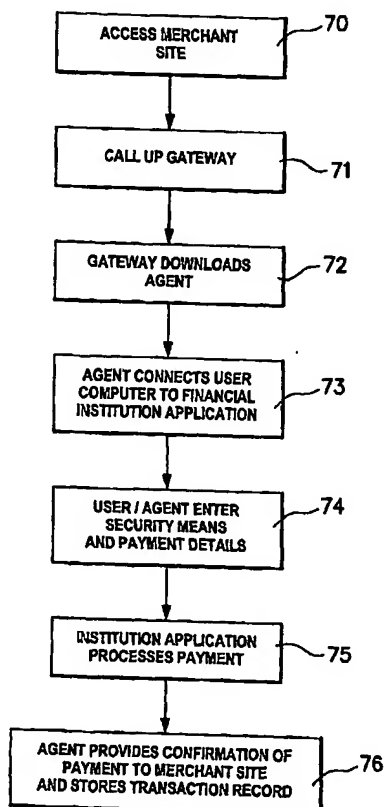 ACCESS MERCHANT
SITE
70
CALL UP GATEWAY
71
GATEWAY DOWNLOADS
AGENT
72
AGENT CONNECTS USER
COMPUTER TO FINANCIAL
INSTITUTION APPLICATION
73
USER / AGENT ENTER
SECURITY MEANS
AND PAYMENT DETAILS
74
INSTITUTION APPLICATION
PROCESSES PAYMENT
75
AGENT PROVIDES CONFIRMATION OF
PAYMENT TO MERCHANT SITE
AND STORES TRANSACTION RECORD
76